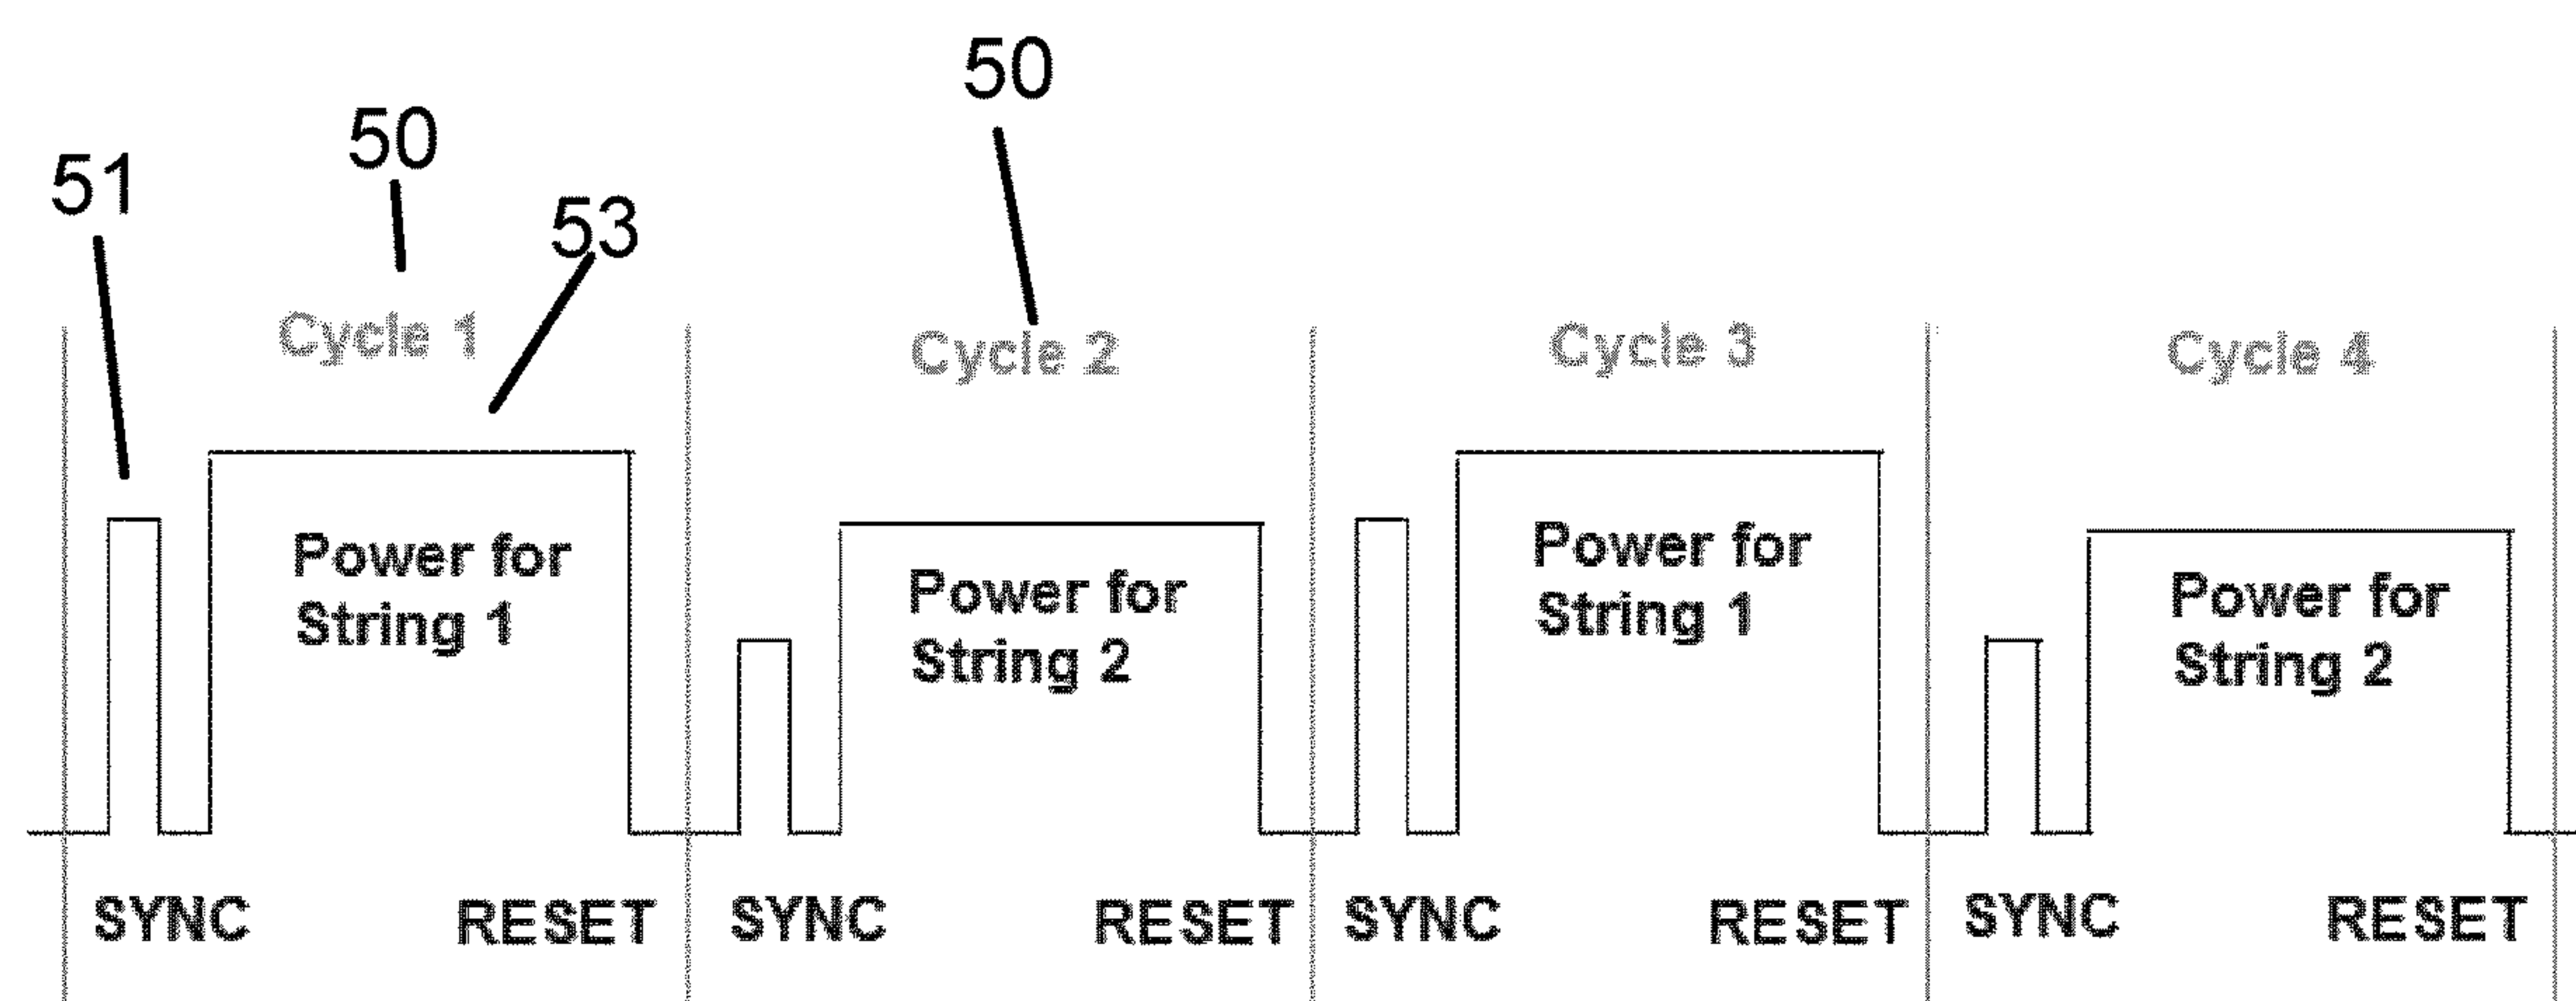 50
50
51
53
Cycle 1
Cycle 2
Cycle 3
Cycle 4
Power for
String 1
Power for
String 2
Power for
String 1
Power for
String 2
SYNC
RESET
SYNC
RESET
SYNC
RESET
SYNC
RESET